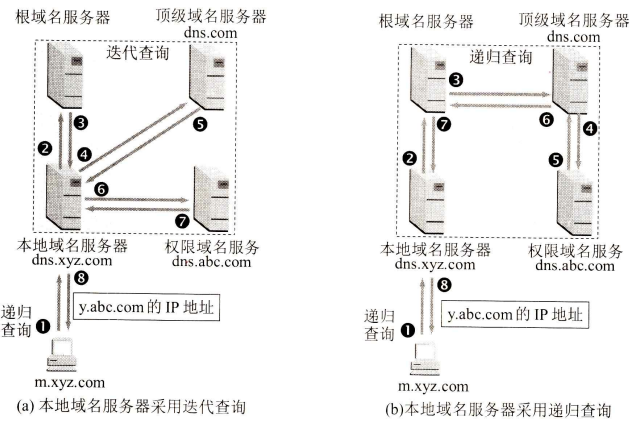 根域名服务器
顶级域名服务器
dns.com
迭代查询
❸
❺
❷
❹
❻
❼
本地域名服务器
dns.xyz.com
权限域名服务
dns.abc.com
❽
递归
查询
❶
y.abc.com 的 IP 地址
m.xyz.com
(a) 本地域名服务器采用迭代查询
根域名服务器
顶级域名服务器
dns.com
递归查询
❸
❻
❼
❹
❷
❺
本地域名服务器
dns.xyz.com
权限域名服务
dns.abc.com
❽
递归
查询
❶
y.abc.com 的 IP 地址
m.xyz.com
(b)本地域名服务器采用递归查询